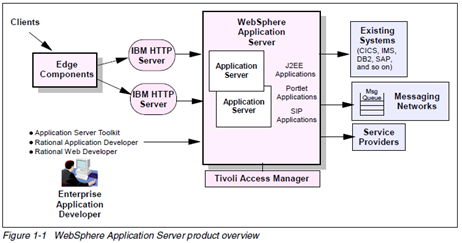 Clients
Edge
Components
IBM HTTP
Server
IBM HTTP
Server
WebSphere
Application
Server
Application
Server
Application
Server
J2EE
Applications
Portlet
Applications
SIP
Applications
Existing
Systems
(CICS, IMS,
DB2, SAP,
and so on)
Msg
Queue
Messaging
Networks
Service
Providers
● Application Server Toolkit
● Rational Application Developer
● Rational Web Developer
Enterprise
Application
Developer
Tivoli Access Manager
Figure 1-1 WebSphere Application Server product overview